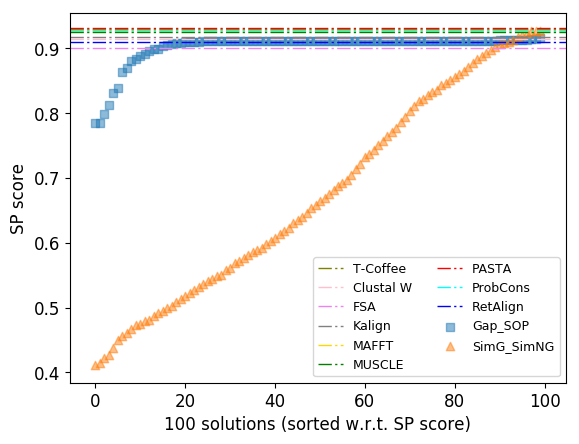 SP score
0.9
0.8
0.7
0.6
0.5
0.4
0 20 40 60 80 100
100 solutions (sorted w.r.t. SP score)
T-Coffee
Clustal W
FSA
Kalign
MAFFT
MUSCLE
PASTA
ProbCons
RetAlign
Gap_SOP
SimG_SimNG